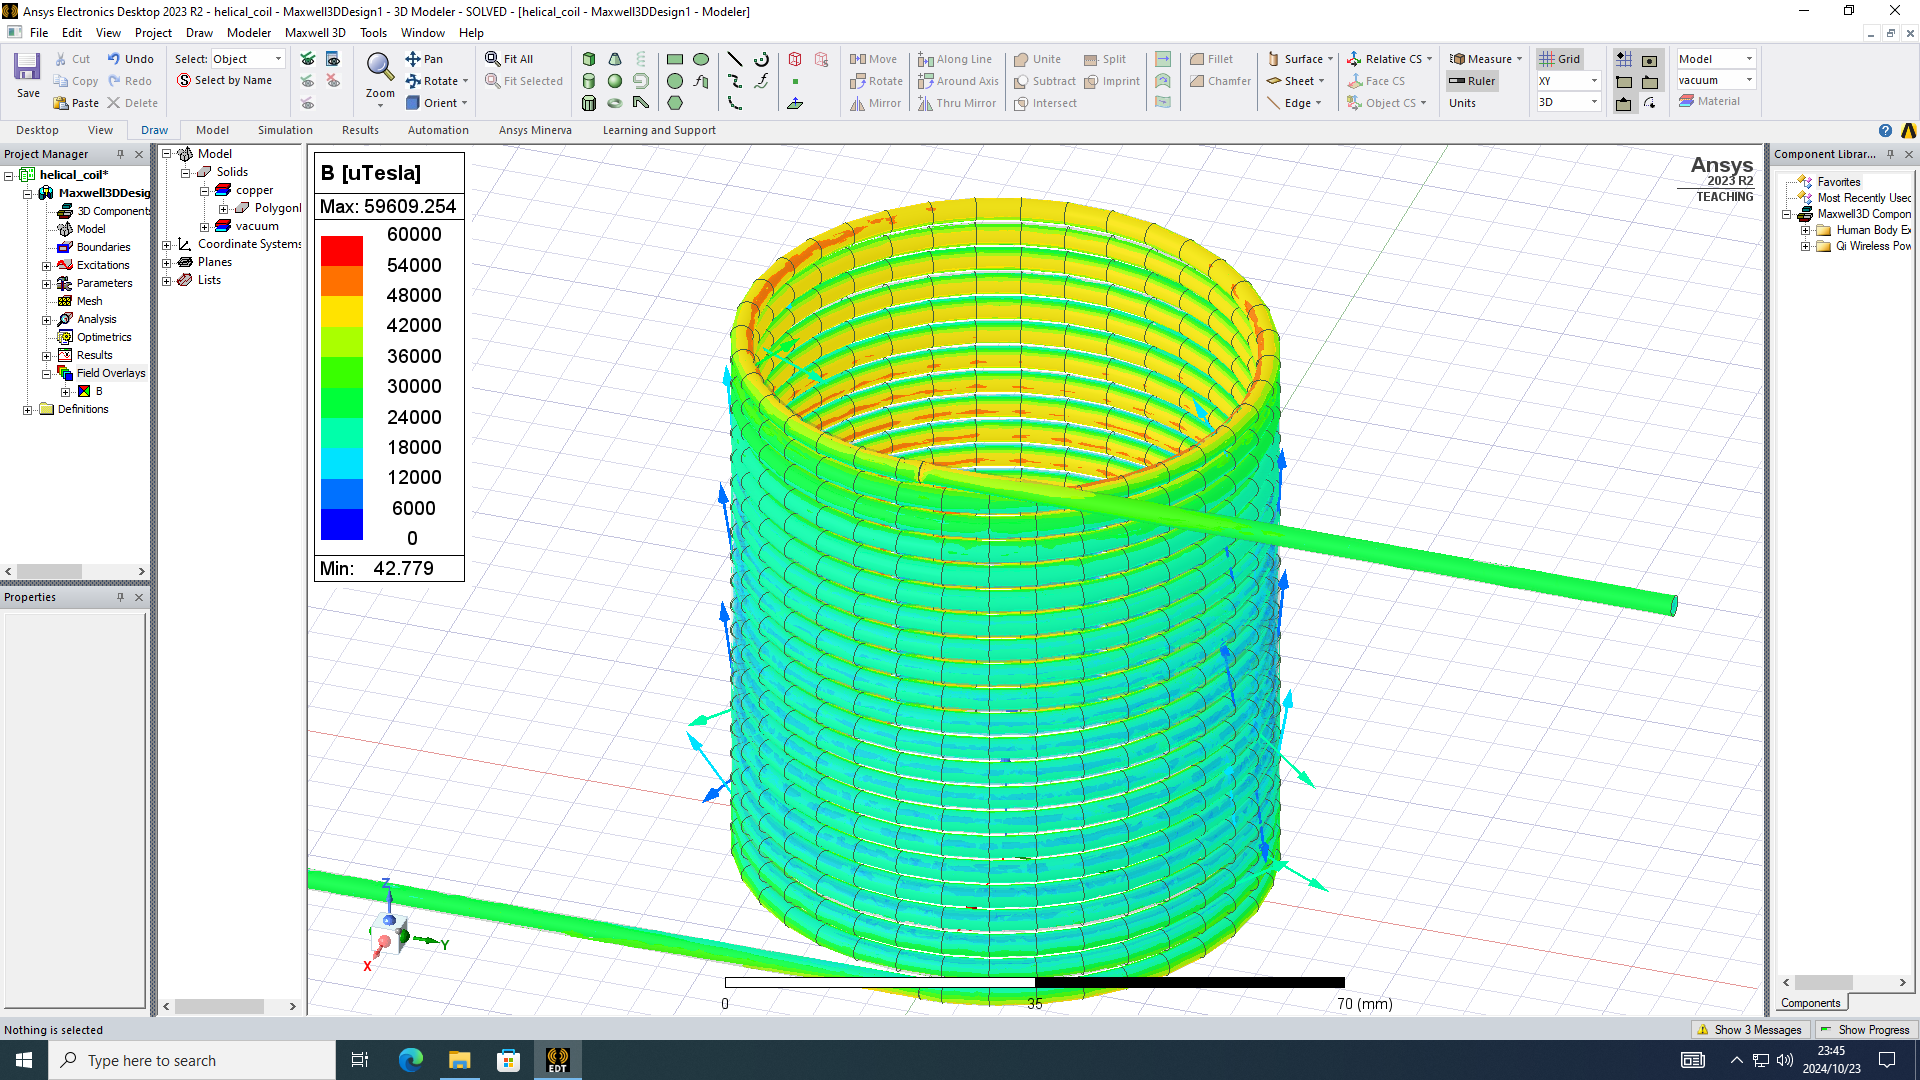 Ansys Electronics Desktop 2023 R2 - helical_coil - Maxwell3DDesign1 - 3D Modeler - SOLVED - [helical_coil - Maxwell3DDesign1 - Modeler]
File Edit View Project Draw Modeler Maxwell 3D Tools Window Help
Save
Cut
Copy
Paste
Undo
Redo
Delete
Select: Object
Select by Name
Zoom
Pan
Rotate
Orient
Fit All
Fit Selected
Move
Rotate
Mirror
Along Line
Around Axis
Thru Mirror
Unite
Subtract
Intersect
Split
Imprint
Fillet
Chamfer
Surface
Sheet
Edge
Relative CS
Face CS
Object CS
Measure
Ruler
Units
Grid
XY
3D
Model
vacuum
Material
Desktop View Draw Model Simulation Results Automation Ansys Minerva Learning and Support
Project Manager
helical_coil*
Maxwell3DDesig
3D Component
Model
Boundaries
Excitations
Parameters
Mesh
Analysis
Optimetrics
Results
Field Overlays
B
Definitions
Properties
Model
Solids
copper
Polygonl
vacuum
Coordinate Systems
Planes
Lists
B [uTesla]
Max: 59609.254
60000
54000
48000
42000
36000
30000
24000
18000
12000
6000
0
Min: 42.779
Ansys
2023 R2
TEACHING
Z
Y
X
0 35 70 (mm)
Component Librar...
Favorites
Most Recently Used
Maxwell3D Compon
Human Body Ex
Qi Wireless Pow
Components
Nothing is selected
Show 3 Messages
Show Progress
Type here to search
EDT
23:45
2024/10/23